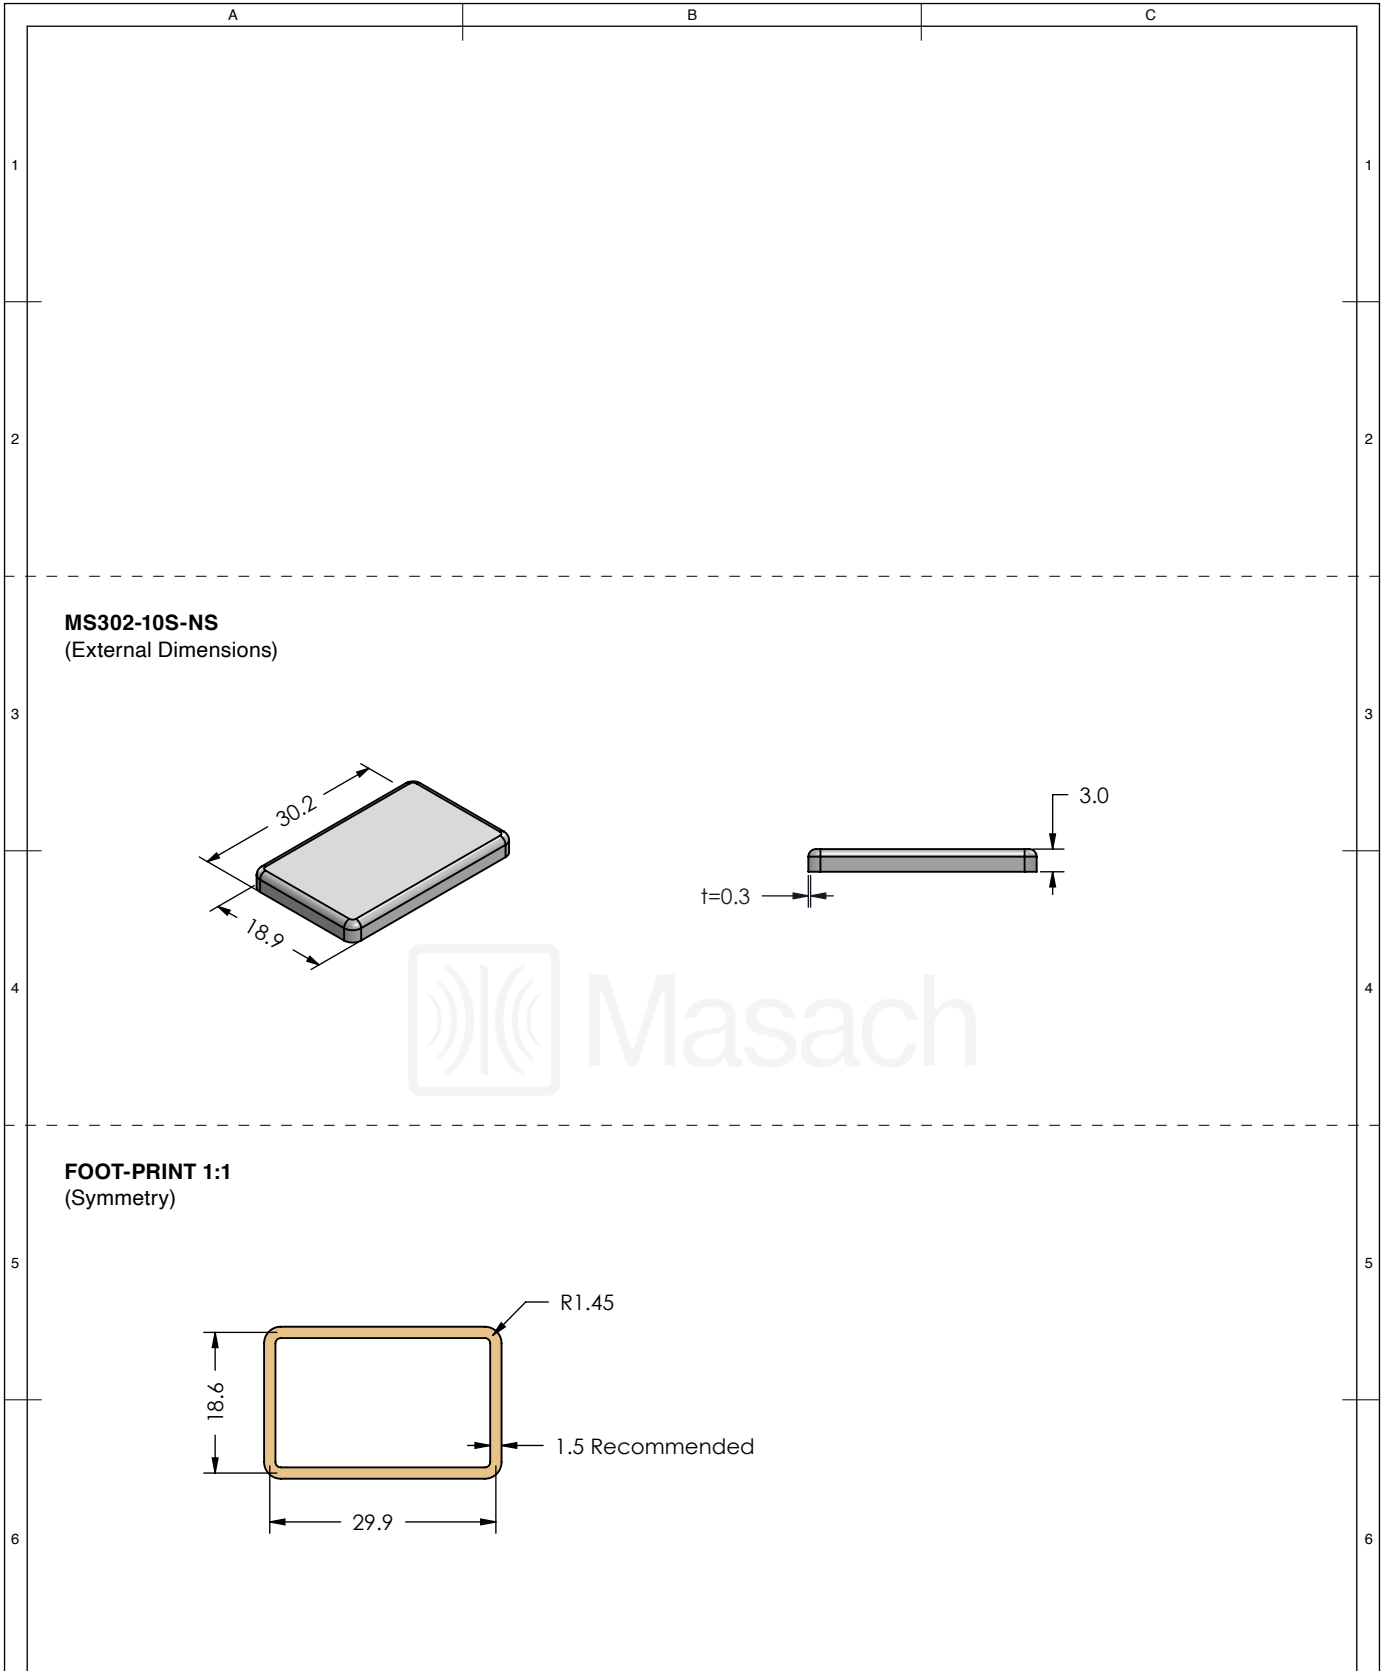 A B C
1 1
2 2
MS302-10S-NS
(External Dimensions)
3 3
30.2
3.0
t=0.3
18.9
4 4
Masach
FOOT-PRINT 1:1
(Symmetry)
5 5
R1.45
18.6
1.5 Recommended
29.9
6 6